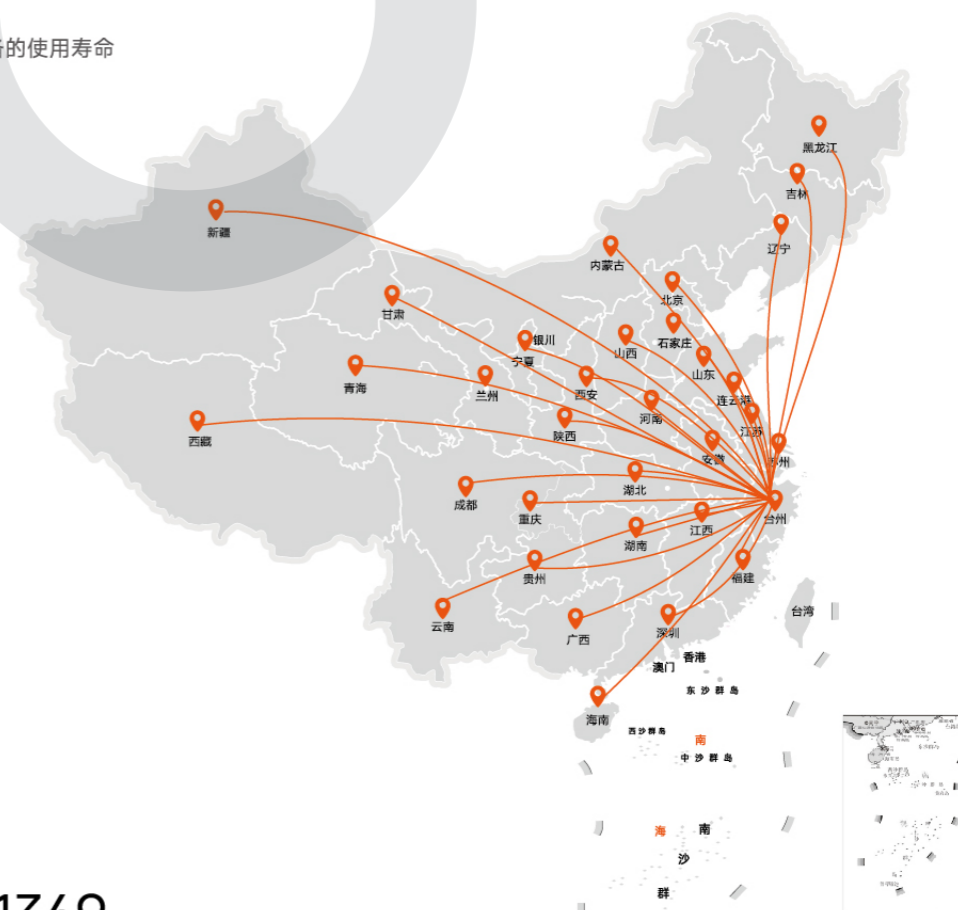 的使用寿命
黑龙江
吉林
新疆
辽宁
内蒙古
北京
甘肃
银川
石家庄
山西
宁夏
山东
青海
兰州
西安
连云港
河南
江苏
西藏
陕西
安徽
苏州
湖北
成都
重庆
台州
江西
湖南
贵州
福建
台湾
云南
深圳
广西
香港
澳门
东沙群岛
海南
西沙群岛
南
中沙群岛
海
南
沙
群